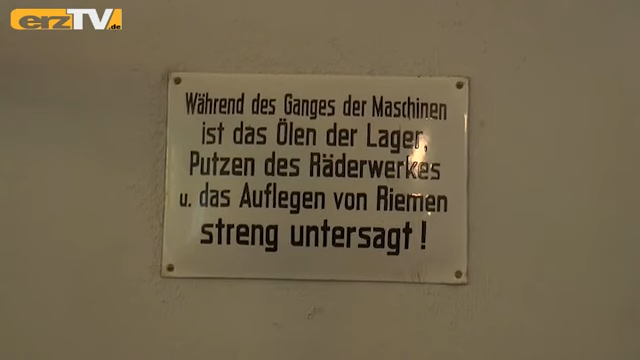 erzTV.de
Während des Ganges der Maschinen
ist das Ölen der Lager,
Putzen des Räderwerkes
u. das Auflegen von Riemen
streng untersagt!